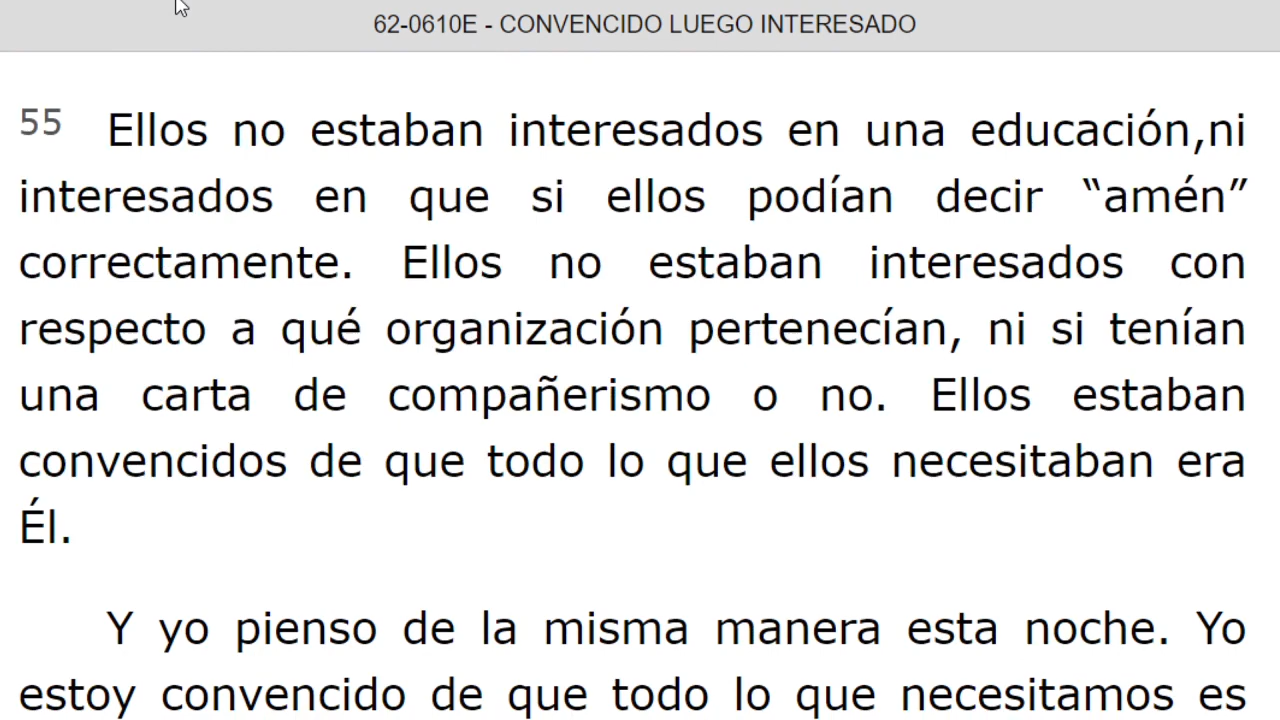 62-0610E - CONVENCIDO LUEGO INTERESADO
55 Ellos no estaban interesados en una educación,ni
interesados en que si ellos podían decir “amén”
correctamente. Ellos no estaban interesados con
respecto a qué organización pertenecían, ni si tenían
una carta de compañerismo o no. Ellos estaban
convencidos de que todo lo que ellos necesitaban era
Él.
Y yo pienso de la misma manera esta noche. Yo
estoy convencido de que todo lo que necesitamos es